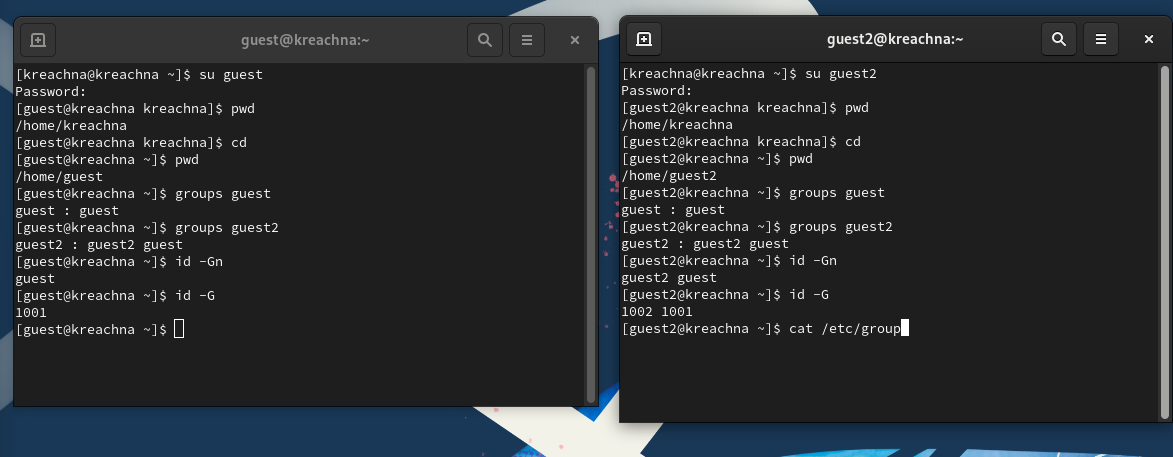 guest@kreachna:~
[kreachna@kreachna ~]$ su guest
Password:
[guest@kreachna kreachna]$ pwd
/home/kreachna
[guest@kreachna kreachna]$ cd
[guest@kreachna ~]$ pwd
/home/guest
[guest@kreachna ~]$ groups guest
guest : guest
[guest@kreachna ~]$ groups guest2
guest2 : guest2 guest
[guest@kreachna ~]$ id -Gn
guest
[guest@kreachna ~]$ id -G
1001
[guest@kreachna ~]$
guest2@kreachna:~
[kreachna@kreachna ~]$ su guest2
Password:
[guest2@kreachna kreachna]$ pwd
/home/kreachna
[guest2@kreachna kreachna]$ cd
[guest2@kreachna ~]$ pwd
/home/guest2
[guest2@kreachna ~]$ groups guest
guest : guest
[guest2@kreachna ~]$ groups guest2
guest2 : guest2 guest
[guest2@kreachna ~]$ id -Gn
guest2 guest
[guest2@kreachna ~]$ id -G
1002 1001
[guest2@kreachna ~]$ cat /etc/group